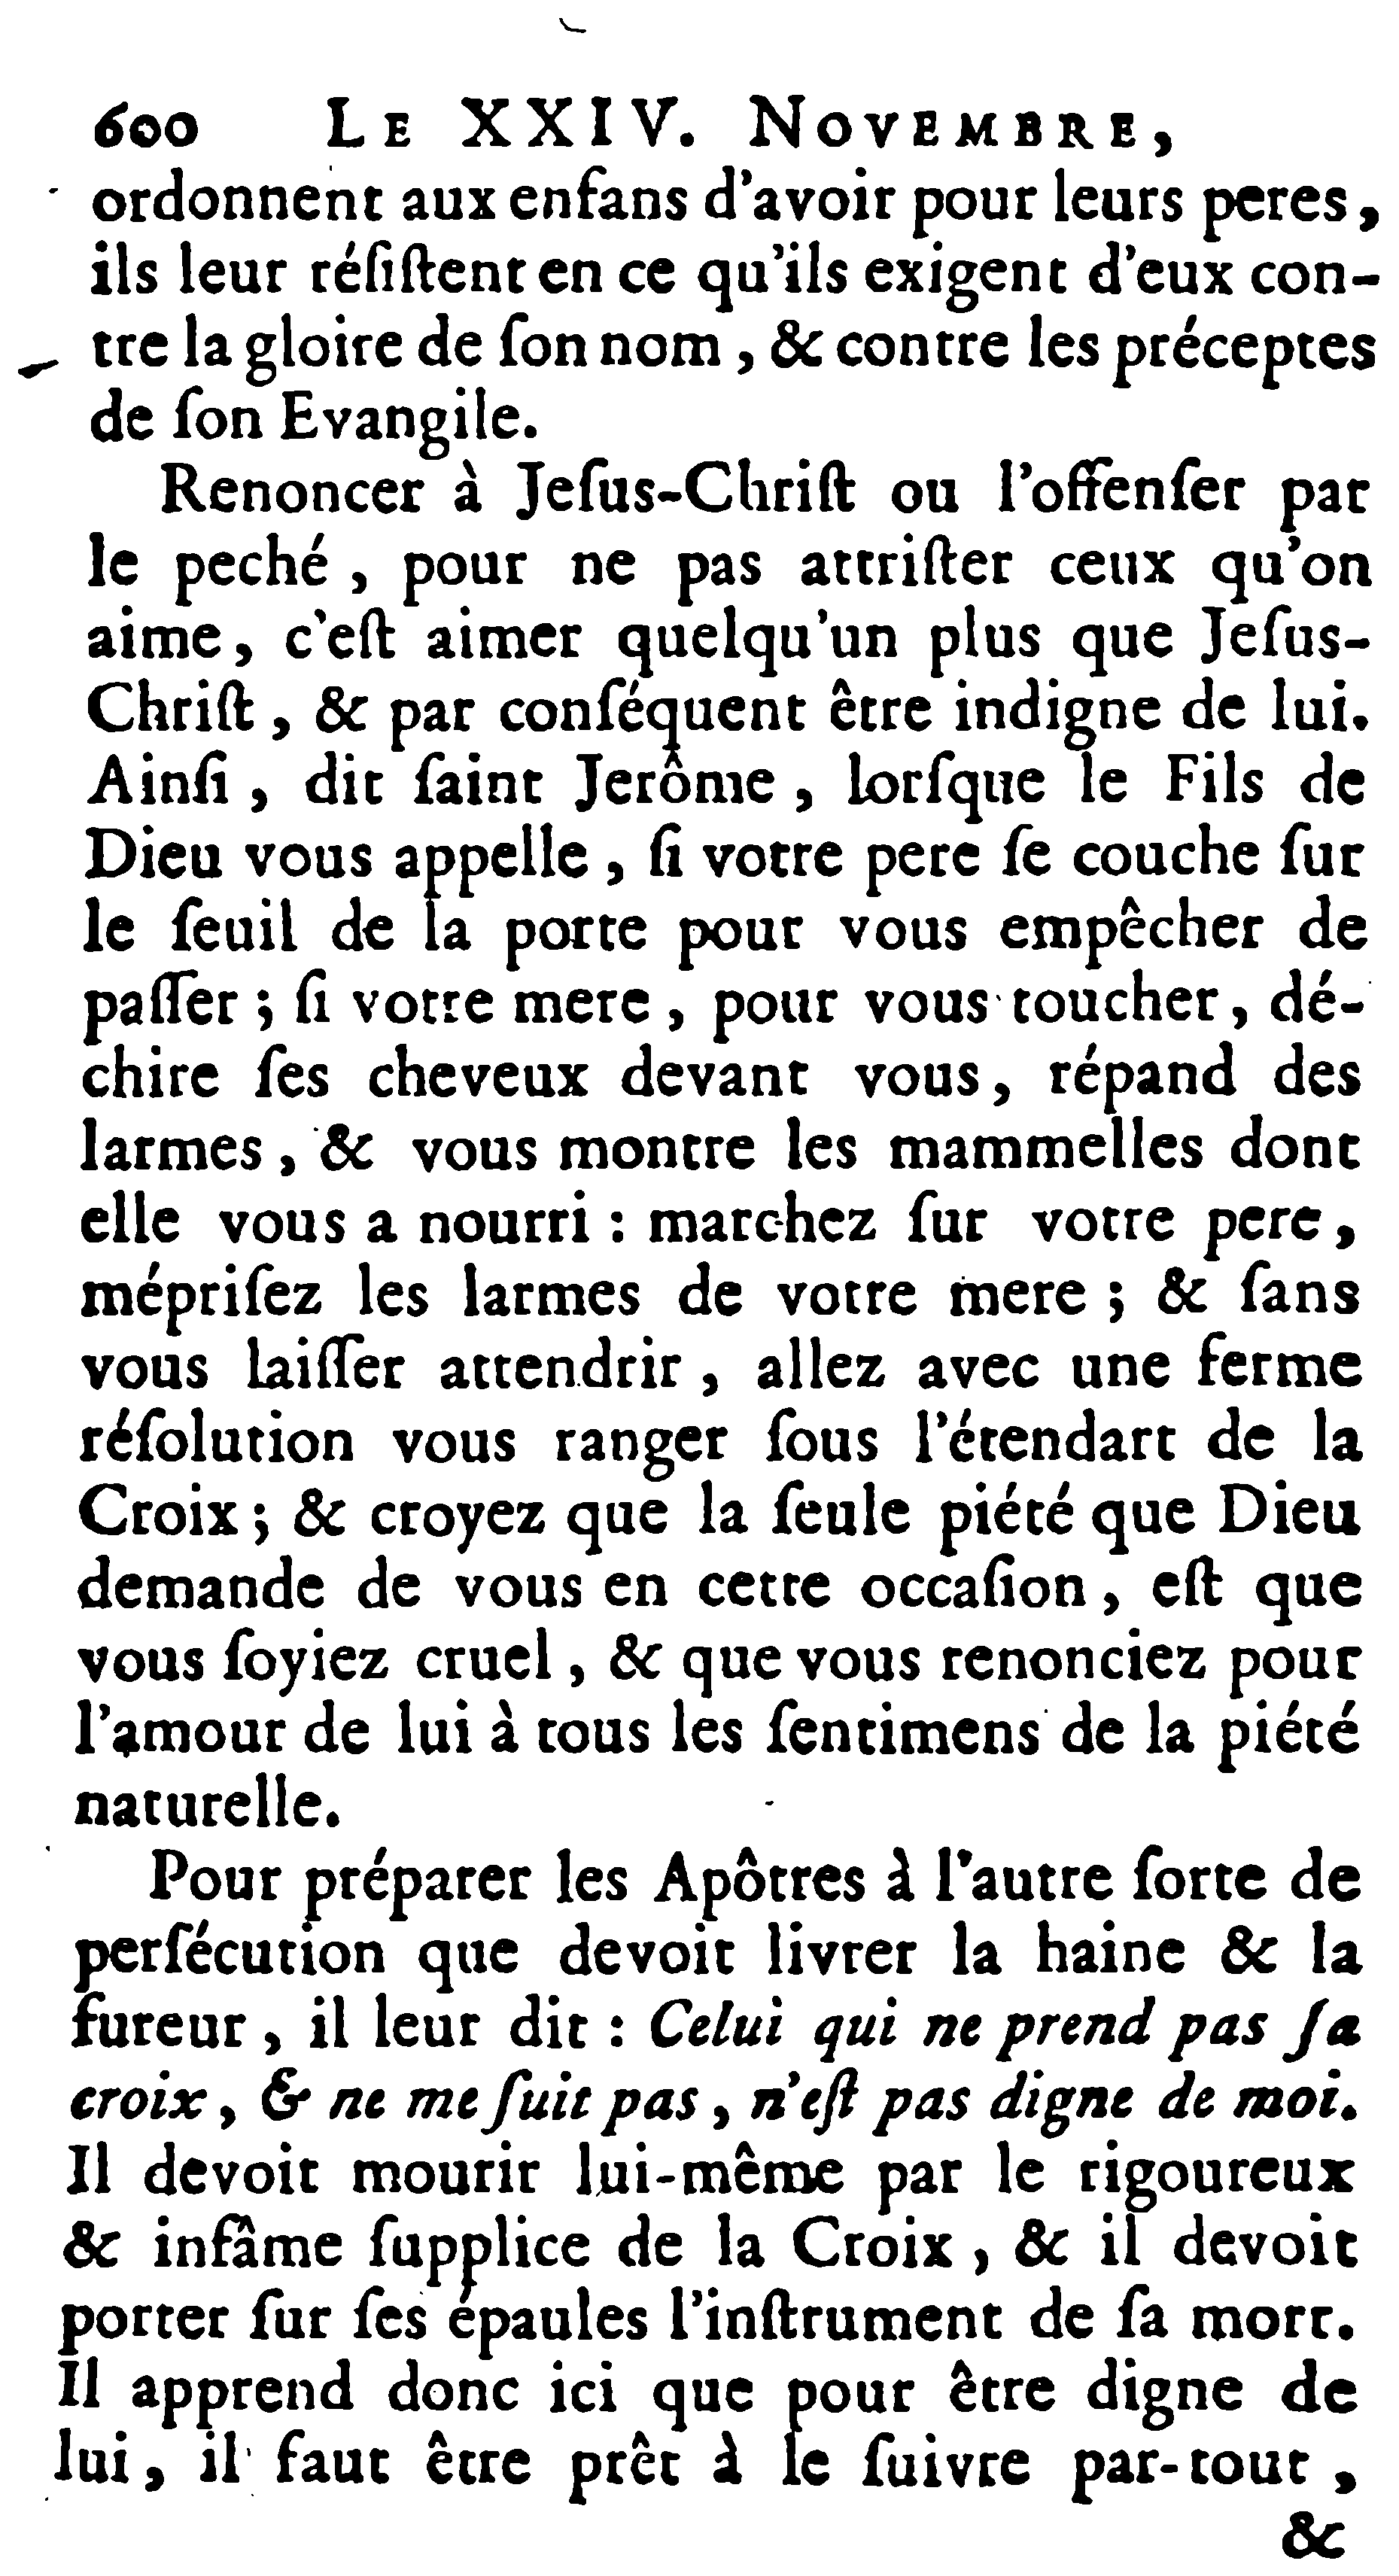 600 LE XXIV. NOVEMBRE,
ordonnent aux enfans d'avoir pour leurs peres,
ils leur réſiſtent en ce qu'ils exigent d'eux con-
tre la gloire de ſon nom, & contre les préceptes
de ſon Evangile.
Renoncer à Jeſus-Chriſt ou l'offenſer par
le peché, pour ne pas attriſter ceux qu'on
aime, c'eſt aimer quelqu'un plus que Jeſus-
Chriſt, & par conſéquent être indigne de lui.
Ainſi, dit ſaint Jerôme, lorſque le Fils de
Dieu vous appelle, ſi votre pere ſe couche ſur
le ſeuil de la porte pour vous empêcher de
paſſer; ſi votre mere, pour vous toucher, dé-
chire ſes cheveux devant vous, répand des
larmes, & vous montre les mammelles dont
elle vous a nourri: marchez ſur votre pere,
mépriſez les larmes de votre mere; & ſans
vous laiſſer attendrir, allez avec une ferme
réſolution vous ranger ſous l'étendart de la
Croix; & croyez que la ſeule piété que Dieu
demande de vous en cette occaſion, eſt que
vous ſoyiez cruel, & que vous renonciez pour
l'amour de lui à tous les ſentimens de la piété
naturelle.
Pour préparer les Apôtres à l'autre ſorte de
perſécution que devoit livrer la haine & la
fureur, il leur dit: Celui qui ne prend pas ſa
croix, & ne me ſuit pas, n'eſt pas digne de moi.
Il devoit mourir lui-même par le rigoureux
& infâme ſupplice de la Croix, & il devoit
porter ſur ſes épaules l'inſtrument de ſa mort.
Il apprend donc ici que pour être digne de
lui, il faut être prêt à le ſuivre par-tout,
&